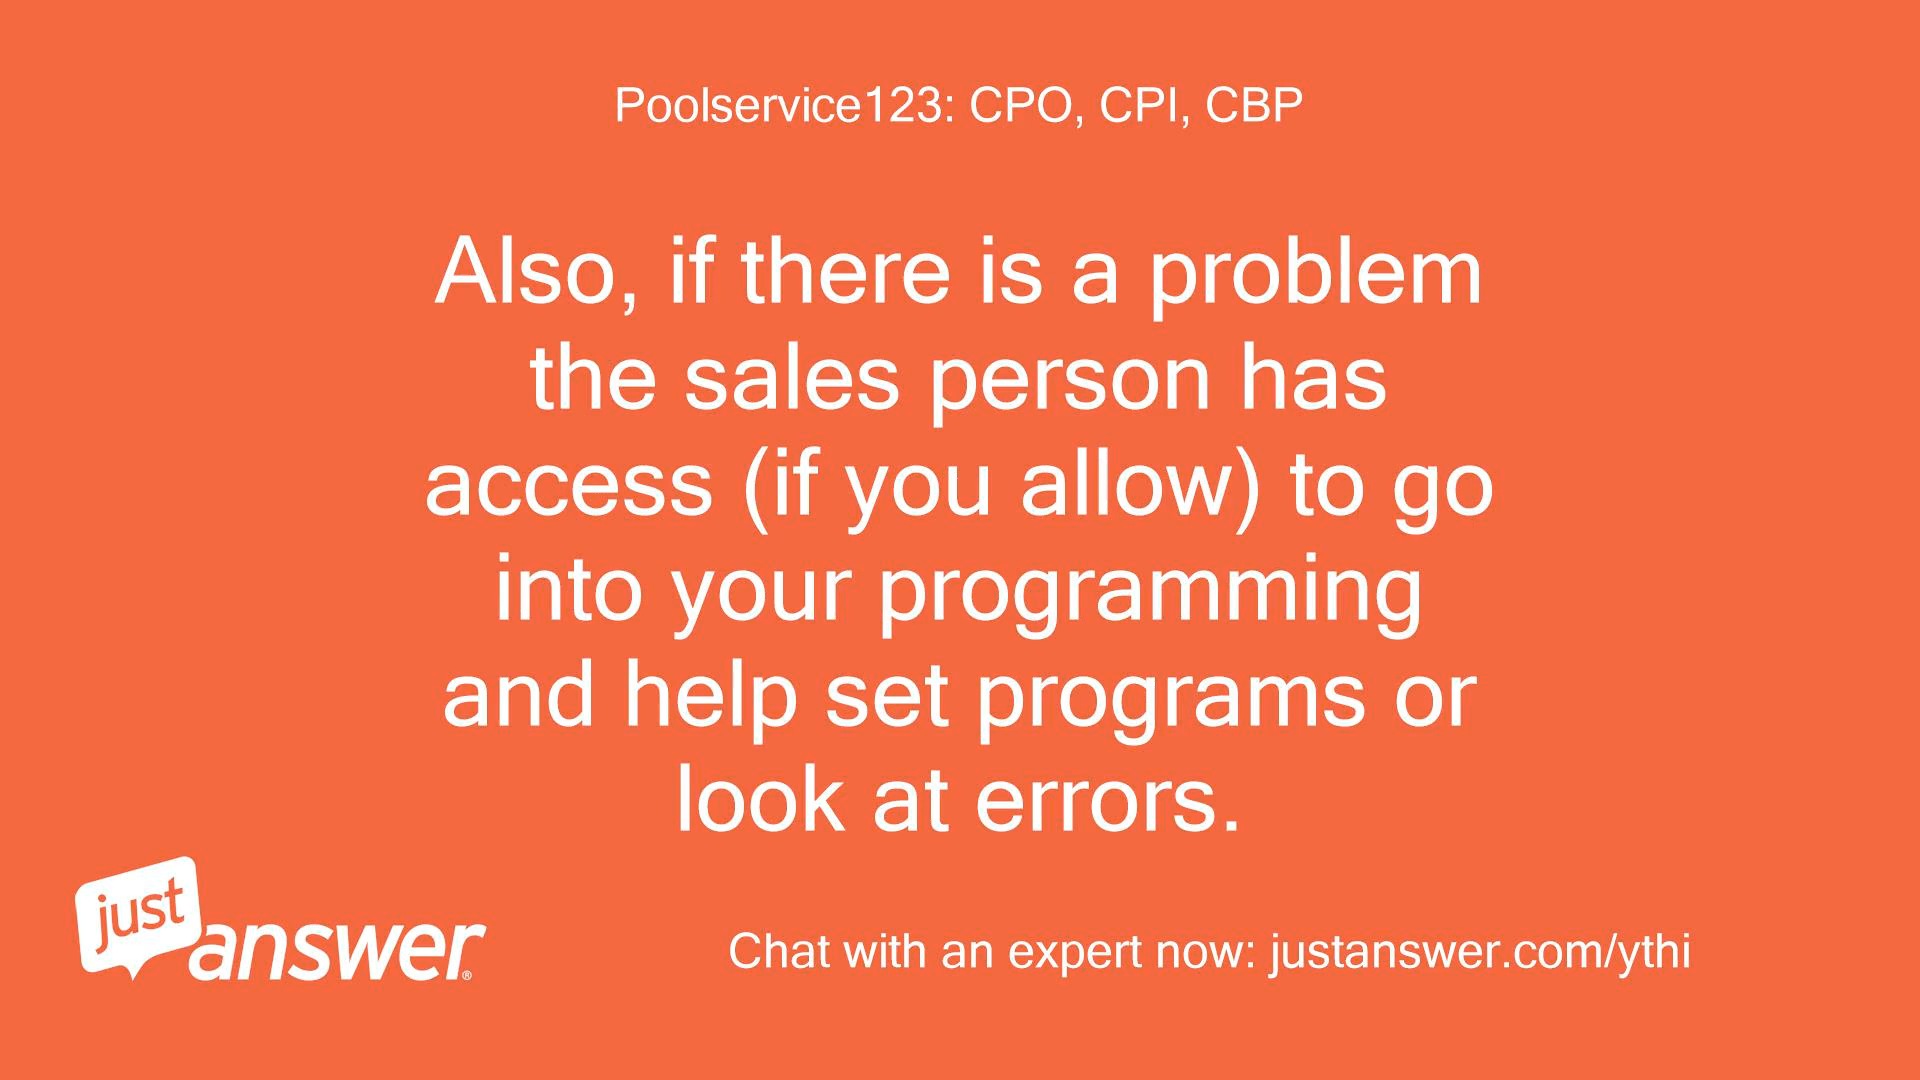 Poolservice123: CPO, CPI, CBP
Also, if there is a problem
the sales person has
access (if you allow) to go
into your programming
and help set programs or
look at errors.
just
answer®
Chat with an expert now: justanswer.com/ythi